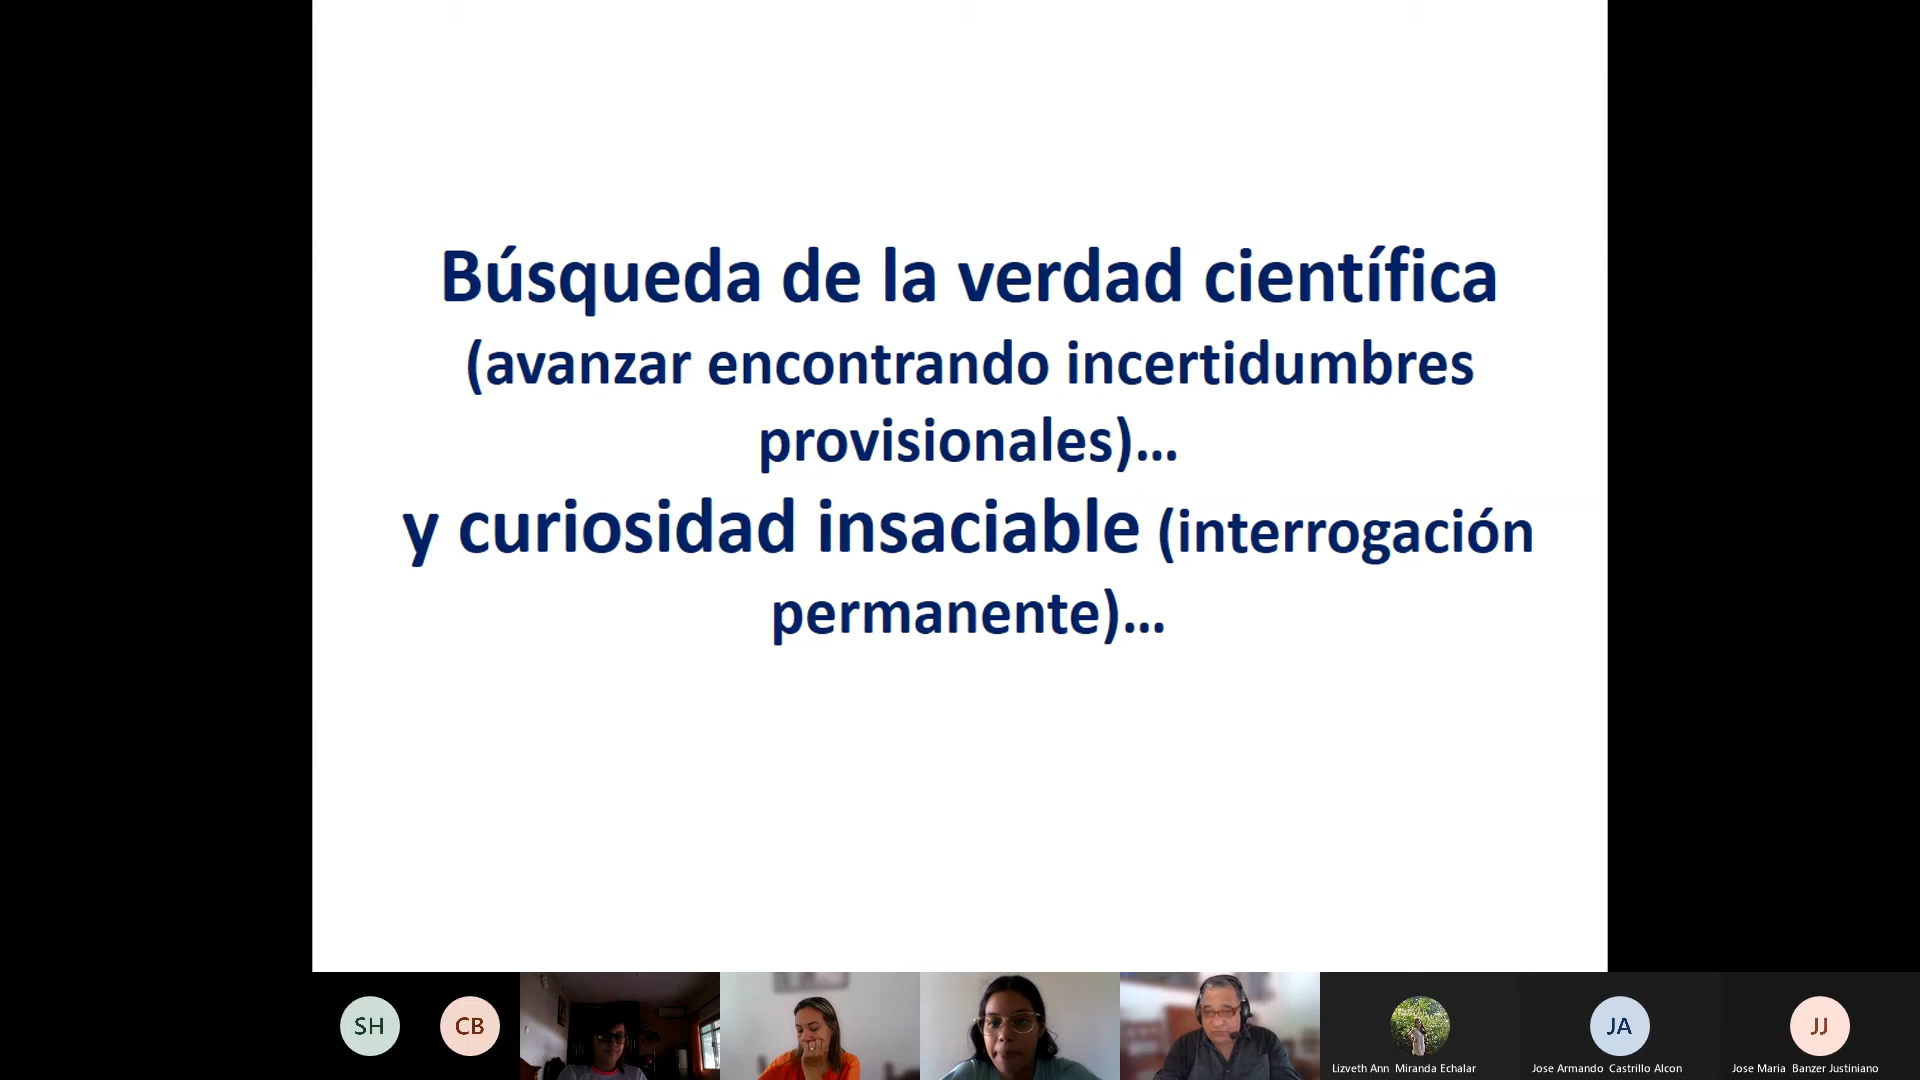 Búsqueda de la verdad científica
(avanzar encontrando incertidumbres
provisionales)...
y curiosidad insaciable (interrogación
permanente)...
SH
CB
JA
JJ
Lizveth Ann Miranda Echalar
Jose Armando Castrillo Alcon
Jose Maria Banzer Justiniano